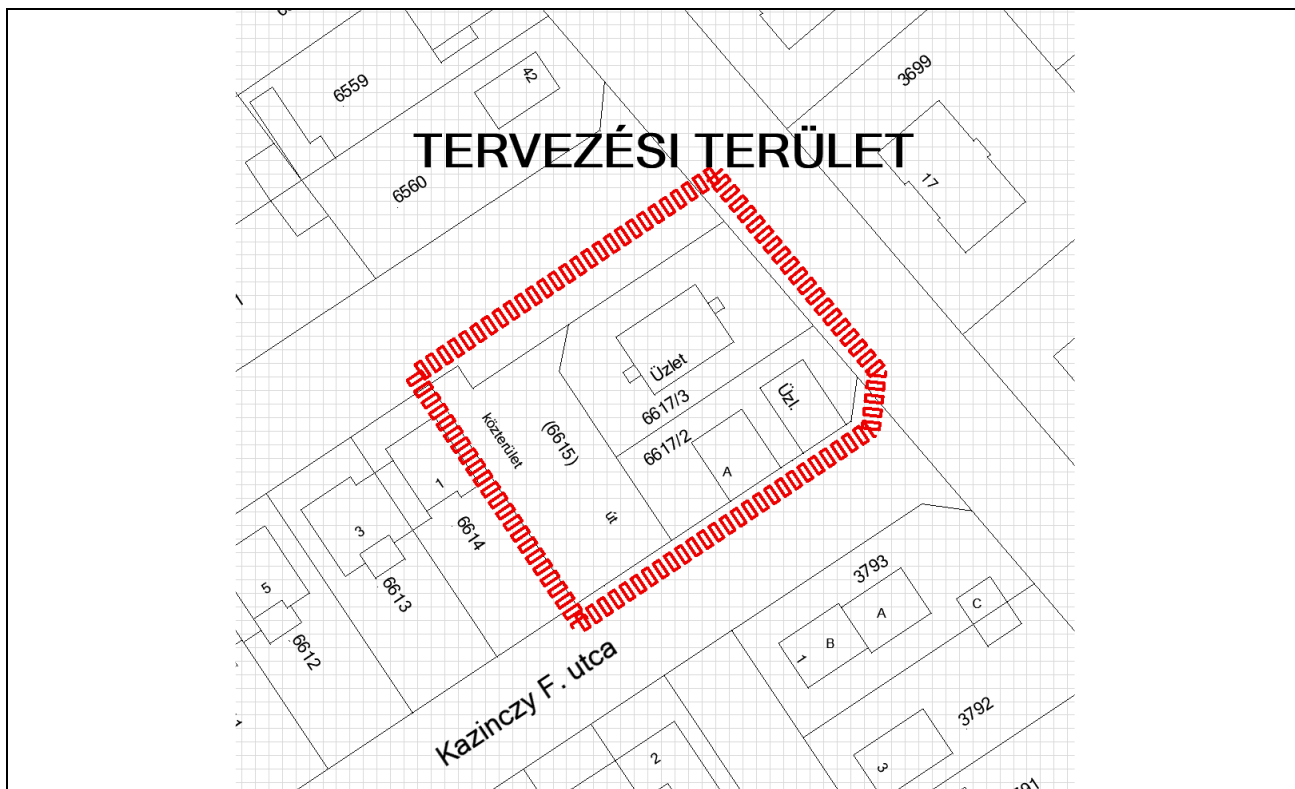 6559
42
3699
TERVEZÉSI TERÜLET
17
6560
Üzlet
6617/3
Üzl.
közterület
(6615)
6617/2
A
út
1
3
6614
5
6613
6612
3793
A
B
C
1
Kazinczy F. utca
3792
2
3